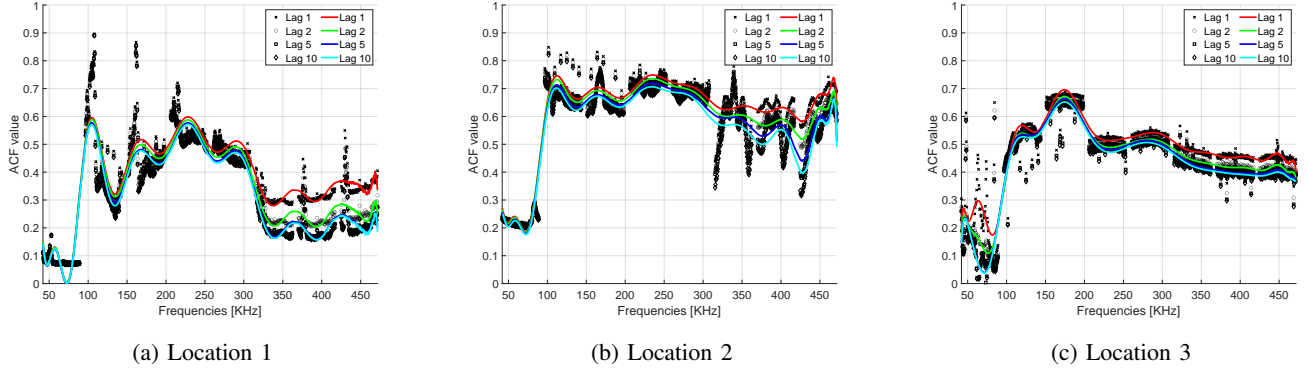 1
0.9
0.8
0.7
0.6
0.5
0.4
0.3
0.2
0.1
0
ACF value
50 100 150 200 250 300 350 400 450
Frequencies [KHz]
Lag 1 Lag 1
Lag 2 Lag 2
Lag 5 Lag 5
Lag 10 Lag 10
(a) Location 1
1
0.9
0.8
0.7
0.6
0.5
0.4
0.3
0.2
0.1
0
ACF value
50 100 150 200 250 300 350 400 450
Frequencies [KHz]
Lag 1 Lag 1
Lag 2 Lag 2
Lag 5 Lag 5
Lag 10 Lag 10
(b) Location 2
1
0.9
0.8
0.7
0.6
0.5
0.4
0.3
0.2
0.1
0
ACF value
50 100 150 200 250 300 350 400 450
Frequencies [KHz]
Lag 1 Lag 1
Lag 2 Lag 2
Lag 5 Lag 5
Lag 10 Lag 10
(c) Location 3